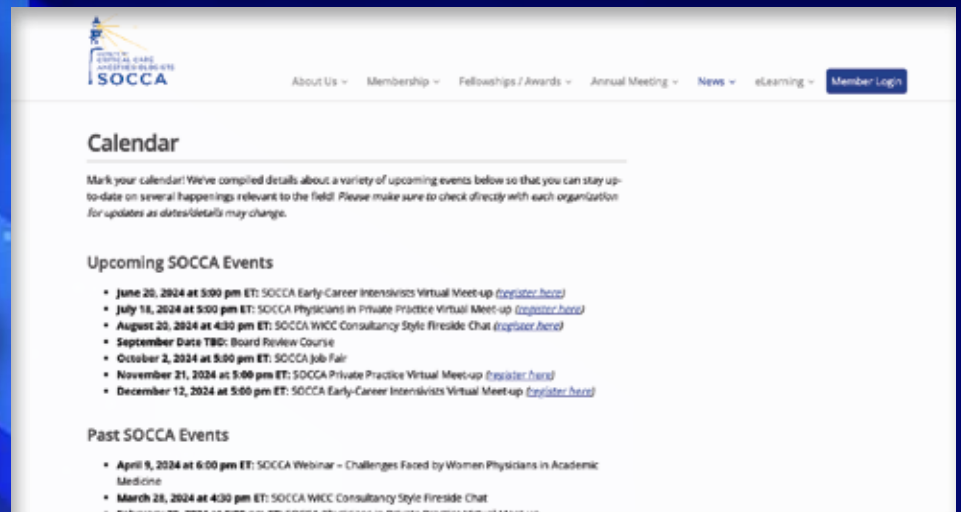 SOCIETY OF
CRITICAL CARE
ANESTHESIOLOGISTS
SOCCA
About Us
Membership
Fellowships / Awards
Annual Meeting
News
eLearning
Member Login
Calendar
Mark your calendar! We've compiled details about a variety of upcoming events below so that you can stay up-
to-date on several happenings relevant to the field! Please make sure to check directly with each organization
for updates as dates/details may change.
Upcoming SOCCA Events
• June 20, 2024 at 5:00 pm ET: SOCCA Early-Career Intensivists Virtual Meet-up (register here)
• July 18, 2024 at 5:00 pm ET: SOCCA Physicians in Private Practice Virtual Meet-up (register here)
• August 20, 2024 at 4:30 pm ET: SOCCA WICC Consultancy Style Fireside Chat (register here)
• September Date TBD: Board Review Course
• October 2, 2024 at 5:00 pm ET: SOCCA Job Fair
• November 21, 2024 at 5:00 pm ET: SOCCA Private Practice Virtual Meet-up (register here)
• December 12, 2024 at 5:00 pm ET: SOCCA Early-Career Intensivists Virtual Meet-up (register here)
Past SOCCA Events
• April 9, 2024 at 6:00 pm ET: SOCCA Webinar – Challenges Faced by Women Physicians in Academic
Medicine
• March 28, 2024 at 4:30 pm ET: SOCCA WICC Consultancy Style Fireside Chat